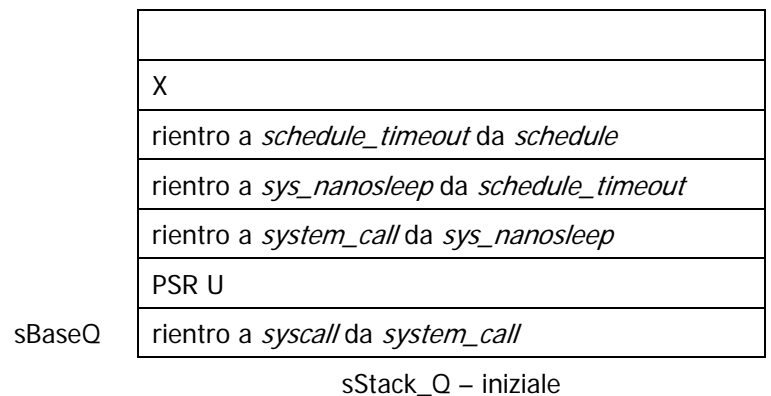 X
rientro a schedule_timeout da schedule
rientro a sys_nanosleep da schedule_timeout
rientro a system_call da sys_nanosleep
PSR U
sBaseQ rientro a syscall da system_call
sStack_Q – iniziale